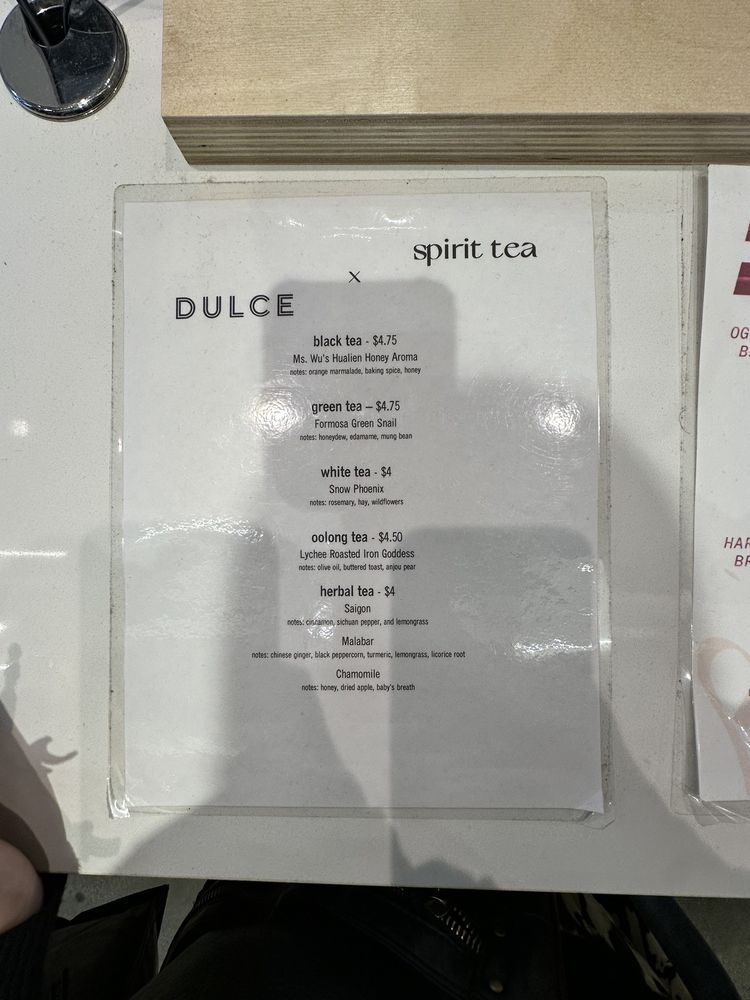 spirit tea
x
DULCE
black tea - $4.75
Ms. Wu's Hualien Honey Aroma
notes: orange marmalade, baking spice, honey
green tea – $4.75
Formosa Green Snail
notes: honeydew, edamame, mung bean
white tea - $4
Snow Phoenix
notes: rosemary, hay, wildflowers
oolong tea - $4.50
Lychee Roasted Iron Goddess
notes: olive oil, buttered toast, anjou pear
herbal tea - $4
Saigon
notes: cinnamon, sichuan pepper, and lemongrass
Malabar
notes: chinese ginger, black peppercorn, turmeric, lemongrass, licorice root
Chamomile
notes: honey, dried apple, baby's breath
OG
HAR
BR